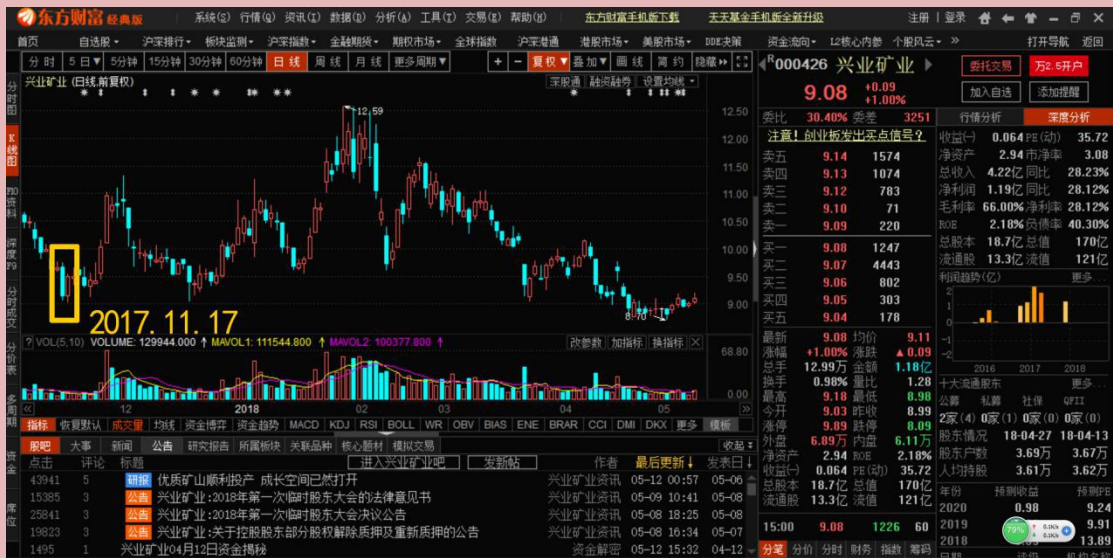 东方财富 经典版 系统(S) 行情(Q) 资讯(I) 数据(D) 分析(A) 工具(T) 交易(E) 帮助(H) 东方财富手机版下载 天天基金手机版全新升级 注册 | 登录
首页 自选股 沪深排行 板块监测 沪深指数 金融期货 期权市场 全球指数 沪深港通 港股市场 美股市场 DDE决策 资金流向 L2核心内参 个股风云 » 打开导航 返回
分时 5日 5分钟 15分钟 30分钟 60分钟 日线 周线 月线 更多周期 + - 复权 叠加 画线 简约 隐藏
R 000426 兴业矿业 委托交易 万2.5开户
9.08 +0.09 +1.00% 加入自选 添加提醒
兴业矿业 (日线.前复权) 深股通 融资融券 设置均线
分时图
K线图
F10资料
深度F9
分时成交
分价表
多周期
资金
席位
12.59
12.50
12.00
11.50
11.00
10.50
10.00
9.50
9.00
8.70
2017.11.17
? VOL(5,10) VOLUME: 129944.000 ↑ MAVOL1: 111544.800 ↑ MAVOL2: 100377.800 ↑ 改参数 加指标 换指标
68.80
0.00
12 2018 02 03 04 05
指标 恢复默认 成交量 均线 资金博弈 资金趋势 MACD KDJ RSI BOLL WR OBV BIAS ENE BRAR CCI DMI DKX 更多 模板
股吧 大事 新闻 公告 研究报告 所属板块 关联品种 核心题材 模拟交易 收起
点击 评论 标题 进入兴业矿业吧 发新帖 作者 最后更新↓ 发表日↓
43941 5 研报 优质矿山顺利投产 成长空间已然打开 兴业矿业资讯 05-12 00:57 05-06
15385 3 公告 兴业矿业:2018年第一次临时股东大会的法律意见书 兴业矿业资讯 05-09 10:41 05-08
25841 3 公告 兴业矿业:2018年第一次临时股东大会决议公告 兴业矿业资讯 05-08 18:25 05-08
19823 3 公告 兴业矿业:关于控股股东部分股权解除质押及重新质押的公告 兴业矿业资讯 05-08 16:34 05-07
1495 1 兴业矿业04月12日资金揭秘 资金解密 05-12 15:32 04-12
委比 30.40% 委差 3251
注意！创业板发出买点信号？
卖五 9.14 1574
卖四 9.13 1074
卖三 9.12 783
卖二 9.10 71
卖一 9.09 220
买一 9.08 1247
买二 9.07 4443
买三 9.06 802
买四 9.05 303
买五 9.04 178
最新 9.08 均价 9.11
涨幅 +1.00% 涨跌 ▲0.09
总手 12.99万 金额 1.18亿
换手 0.98% 量比 1.28
最高 9.18 最低 8.98
今开 9.03 昨收 8.99
涨停 9.89 跌停 8.09
外盘 6.89万 内盘 6.11万
净资产 2.94 ROE 2.18%
收益(一) 0.064 PE(动) 35.72
总股本 18.7亿 总值 170亿
流通股 13.3亿 流值 121亿
15:00 9.08 1226 60
分笔 分价 分时 财务 指数 筹码
行情分析 深度分析
收益(一) 0.064 PE(动) 35.72
净资产 2.94 市净率 3.08
总收入 4.22亿 同比 28.23%
净利润 1.19亿 同比 28.12%
毛利率 66.00% 净利率 28.12%
ROE 2.18% 负债率 40.30%
总股本 18.7亿 总值 170亿
流通股 13.3亿 流值 121亿
利润趋势(亿) 更多
2
1
0
-1
-2
2016 2017 2018
十大流通股东 更多
公募 私募 社保 QFII
2家(4) 0家(1) 0家(0) 0家(0)
股东情况 18-04-27 18-04-13
股东户数 3.69万 3.67万
人均持股 3.61万 3.62万
年份 预测收益 预测PE
2020 0.98 9.24
2019 9.91
2018 13.89
79% 0.1K/s 0.1K/s